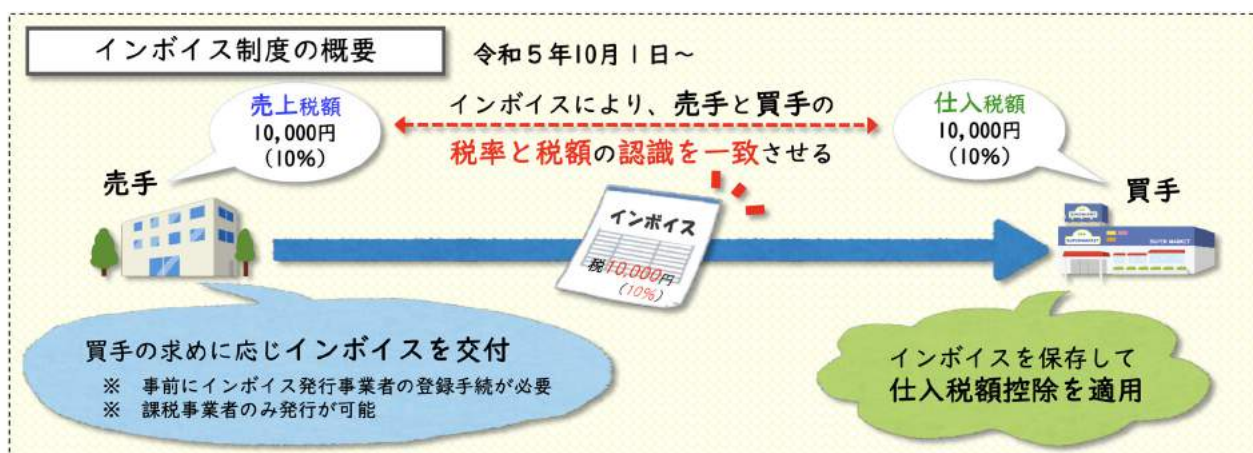 インボイス制度の概要
令和5年10月1日～
売上税額
10,000円
(10%)
インボイスにより、売手と買手の
税率と税額の認識を一致させる
仕入税額
10,000円
(10%)
売手
買手
インボイス
税10,000円
(10%)
SUPERMARKET
SUPER MARKET
買手の求めに応じインボイスを交付
※ 事前にインボイス発行事業者の登録手続が必要
※ 課税事業者のみ発行が可能
インボイスを保存して
仕入税額控除を適用